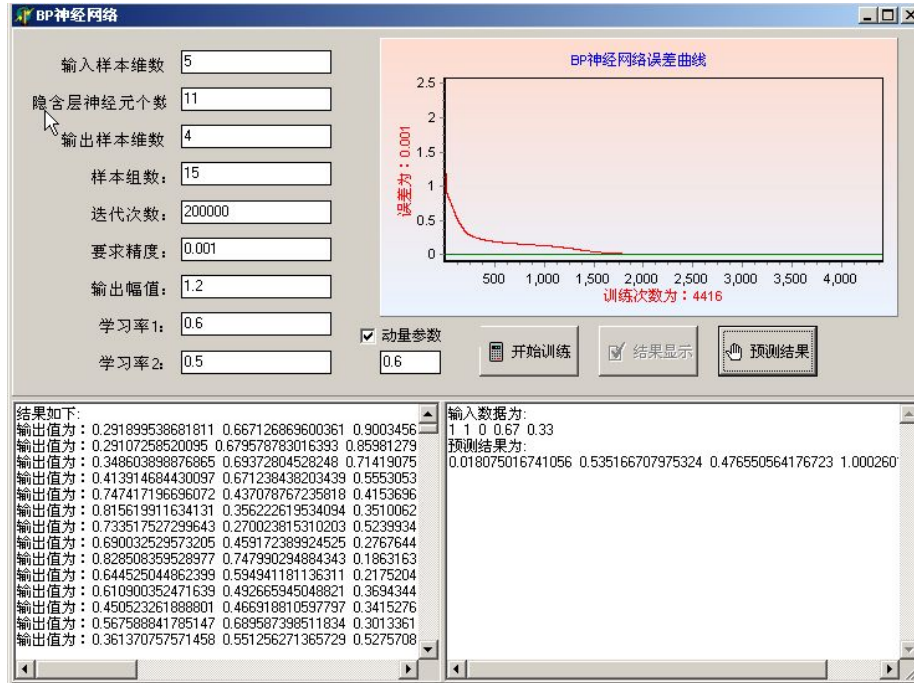 BP神经网络
输入样本维数 5
隐含层神经元个数 11
输出样本维数 4
样本组数： 15
迭代次数： 200000
要求精度： 0.001
输出幅值： 1.2
学习率1： 0.6
学习率2： 0.5
BP神经网络误差曲线
误差为：0.001
2.5
2
1.5
1
0.5
0
500 1,000 1,500 2,000 2,500 3,000 3,500 4,000
训练次数为：4416
动量参数
0.6
开始训练
结果显示
预测结果
结果如下:
输出值为：0.291899538681811 0.667126869600361 0.9003456
输出值为：0.29107258520095 0.679578783016393 0.85981279
输出值为：0.348603898876865 0.69372804528248 0.71419075
输出值为：0.413914684430097 0.671238438203439 0.5553053
输出值为：0.747417196696072 0.437078767235818 0.4153696
输出值为：0.815619911634131 0.356222619534094 0.3510062
输出值为：0.733517527299643 0.270023815310203 0.5239934
输出值为：0.690032529573205 0.459172389924525 0.2767644
输出值为：0.828508359528977 0.747990294884343 0.1863163
输出值为：0.644525044862399 0.594941181136311 0.2175204
输出值为：0.610900352471639 0.492665945048821 0.3694344
输出值为：0.450523261888801 0.466918810597797 0.3415276
输出值为：0.567588841785147 0.689587398511834 0.3013361
输出值为：0.361370757571458 0.551256271365729 0.5275708
输入数据为:
1 1 0 0.67 0.33
预测结果为:
0.018075016741056 0.535166707975324 0.476550564176723 1.000260